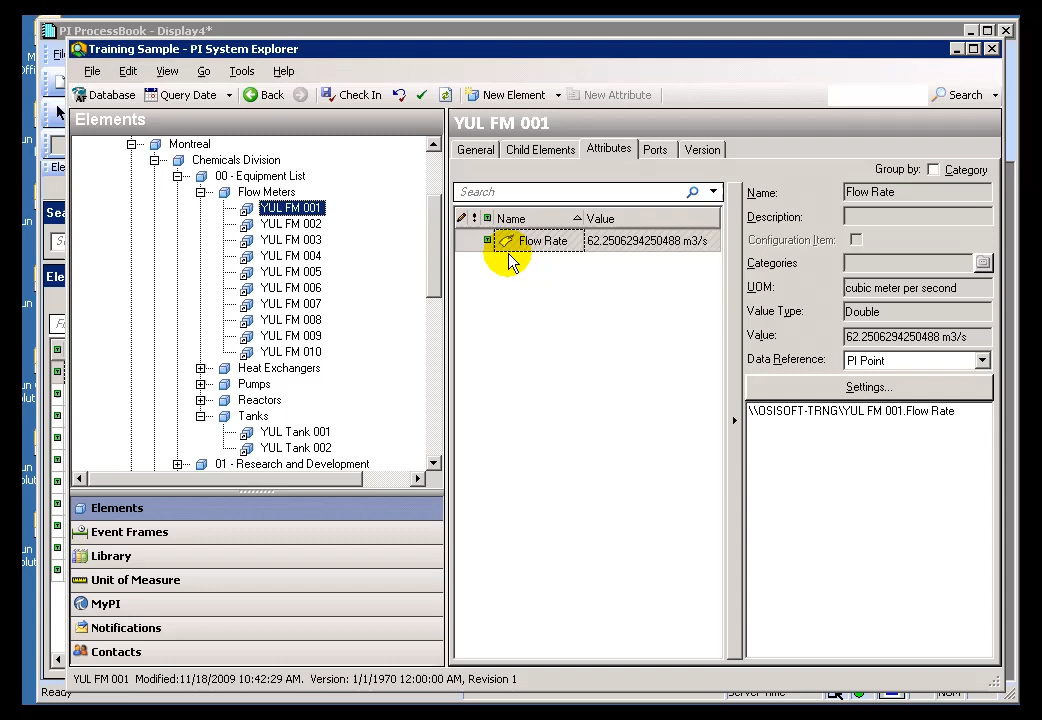 PI ProcessBook - Display4*
Training Sample - PI System Explorer
File Edit View Go Tools Help
Database Query Date Back Check In New Element New Attribute Search
Elements
YUL FM 001
Montreal
Chemicals Division
00 - Equipment List
Flow Meters
YUL FM 001
YUL FM 002
YUL FM 003
YUL FM 004
YUL FM 005
YUL FM 006
YUL FM 007
YUL FM 008
YUL FM 009
YUL FM 010
Heat Exchangers
Pumps
Reactors
Tanks
YUL Tank 001
YUL Tank 002
01 - Research and Development
General Child Elements Attributes Ports Version
Group by: Category
Search
Name Value
Flow Rate 62.2506294250488 m3/s
Name: Flow Rate
Description:
Configuration Item:
Categories
UOM: cubic meter per second
Value Type: Double
Value: 62.2506294250488 m3/s
Data Reference: PI Point
Settings...
\\OSISOFT-TRNG\YUL FM 001.Flow Rate
Elements
Event Frames
Library
Unit of Measure
MyPI
Notifications
Contacts
YUL FM 001 Modified:11/18/2009 10:42:29 AM. Version: 1/1/1970 12:00:00 AM, Revision 1
Ready
Server Time
NUM